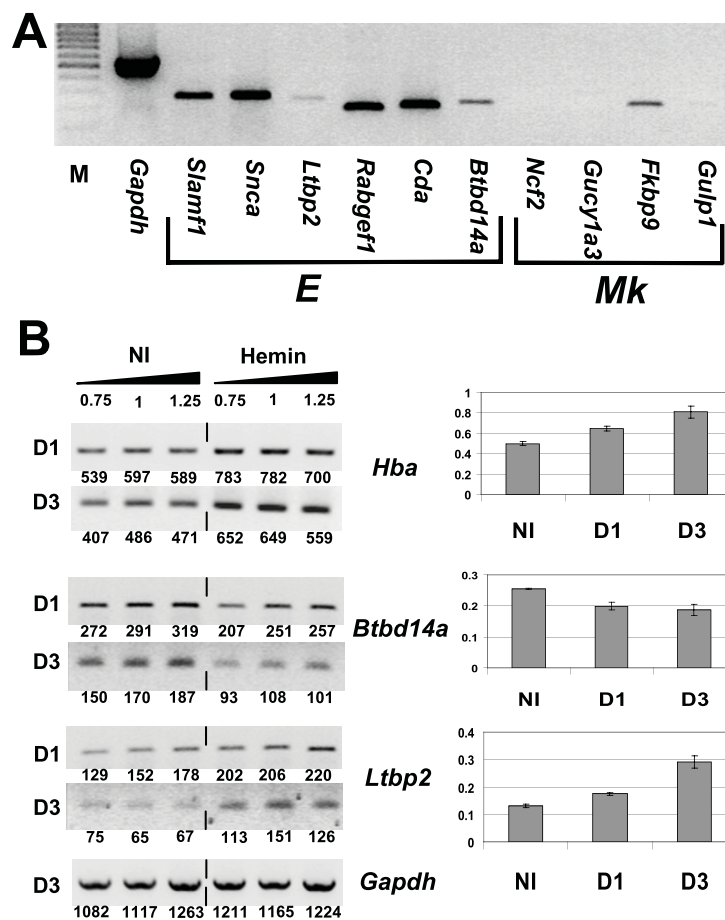 A
M
Gapdh
Slamf1
Snca
Ltbp2
Rabgef1
Cda
Btbd14a
Ncf2
Gucy1a3
Fkbp9
Gulp1
E
Mk
B
NI
Hemin
0.75 1 1.25 0.75 1 1.25
D1
539 597 589 783 782 700
D3
407 486 471 652 649 559
Hba
1
0.8
0.6
0.4
0.2
0
NI D1 D3
D1
272 291 319 207 251 257
D3
150 170 187 93 108 101
Btbd14a
0.3
0.2
0.1
0
NI D1 D3
D1
129 152 178 202 206 220
D3
75 65 67 113 151 126
Ltbp2
0.4
0.3
0.2
0.1
0
NI D1 D3
D3
1082 1117 1263 1211 1165 1224
Gapdh